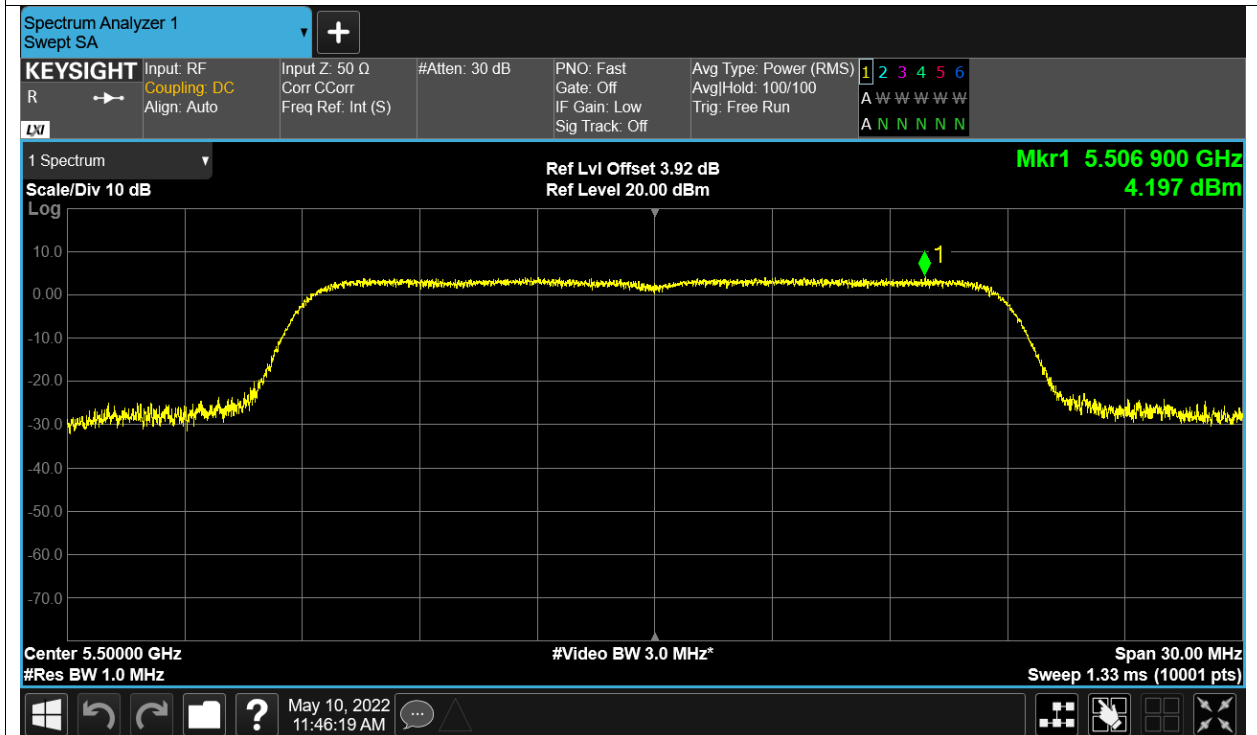 Spectrum Analyzer 1
Swept SA
+
KEYSIGHT
R
LXI
Input: RF
Coupling: DC
Align: Auto
Input Z: 50 Ω
Corr CCorr
Freq Ref: Int (S)
#Atten: 30 dB
PNO: Fast
Gate: Off
IF Gain: Low
Sig Track: Off
Avg Type: Power (RMS)
Avg|Hold: 100/100
Trig: Free Run
1 2 3 4 5 6
A W W W W W
A N N N N N
1 Spectrum
Scale/Div 10 dB
Log
Ref Lvl Offset 3.92 dB
Ref Level 20.00 dBm
Mkr1 5.506 900 GHz
4.197 dBm
1
10.0
0.00
-10.0
-20.0
-30.0
-40.0
-50.0
-60.0
-70.0
Center 5.50000 GHz
#Res BW 1.0 MHz
#Video BW 3.0 MHz*
Span 30.00 MHz
Sweep 1.33 ms (10001 pts)
?
May 10, 2022
11:46:19 AM